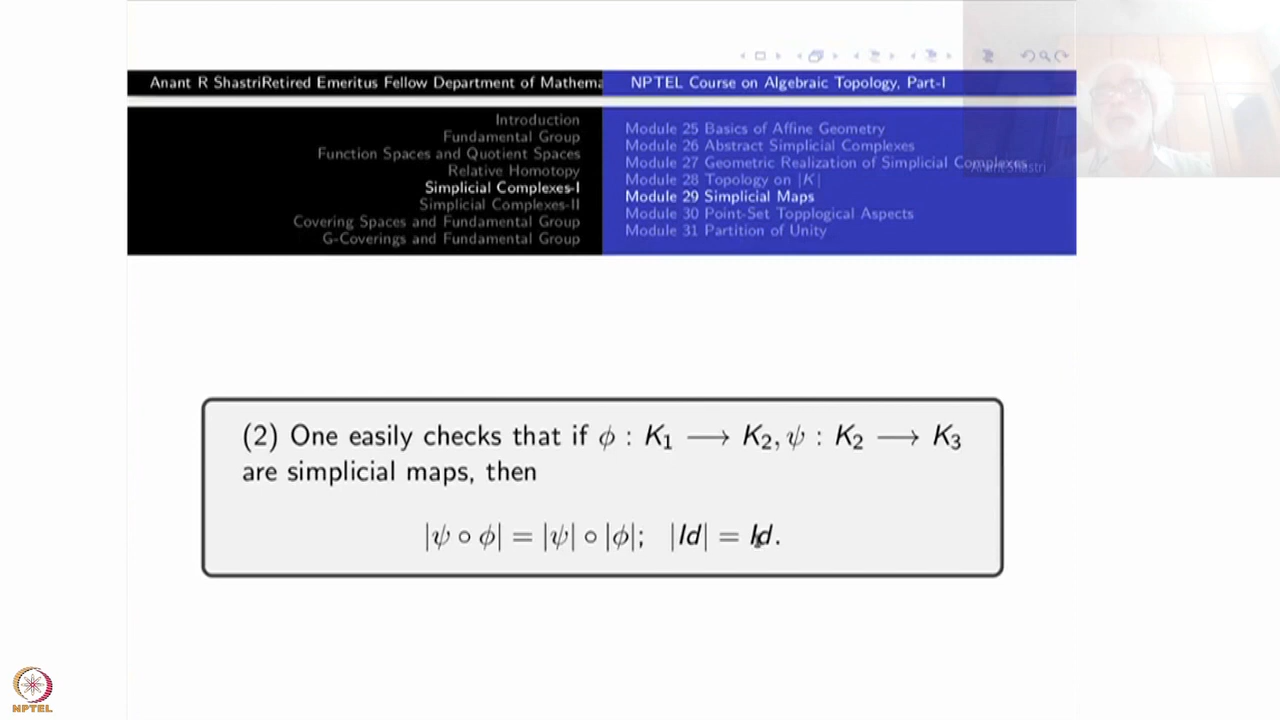 Anant R ShastriRetired Emeritus Fellow Department of Mathema
NPTEL Course on Algebraic Topology, Part-I
Introduction
Fundamental Group
Function Spaces and Quotient Spaces
Relative Homotopy
Simplicial Complexes-I
Simplicial Complexes-II
Covering Spaces and Fundamental Group
G-Coverings and Fundamental Group
Module 25 Basics of Affine Geometry
Module 26 Abstract Simplicial Complexes
Module 27 Geometric Realization of Simplicial Complexes
Module 28 Topology on |K|
Module 29 Simplicial Maps
Module 30 Point-Set Topplogical Aspects
Module 31 Partition of Unity
Anant Shastri
(2) One easily checks that if ϕ : K₁ ⟶ K₂, ψ : K₂ ⟶ K₃
are simplicial maps, then
|ψ ∘ ϕ| = |ψ| ∘ |ϕ|; |Id| = Id.
NPTEL